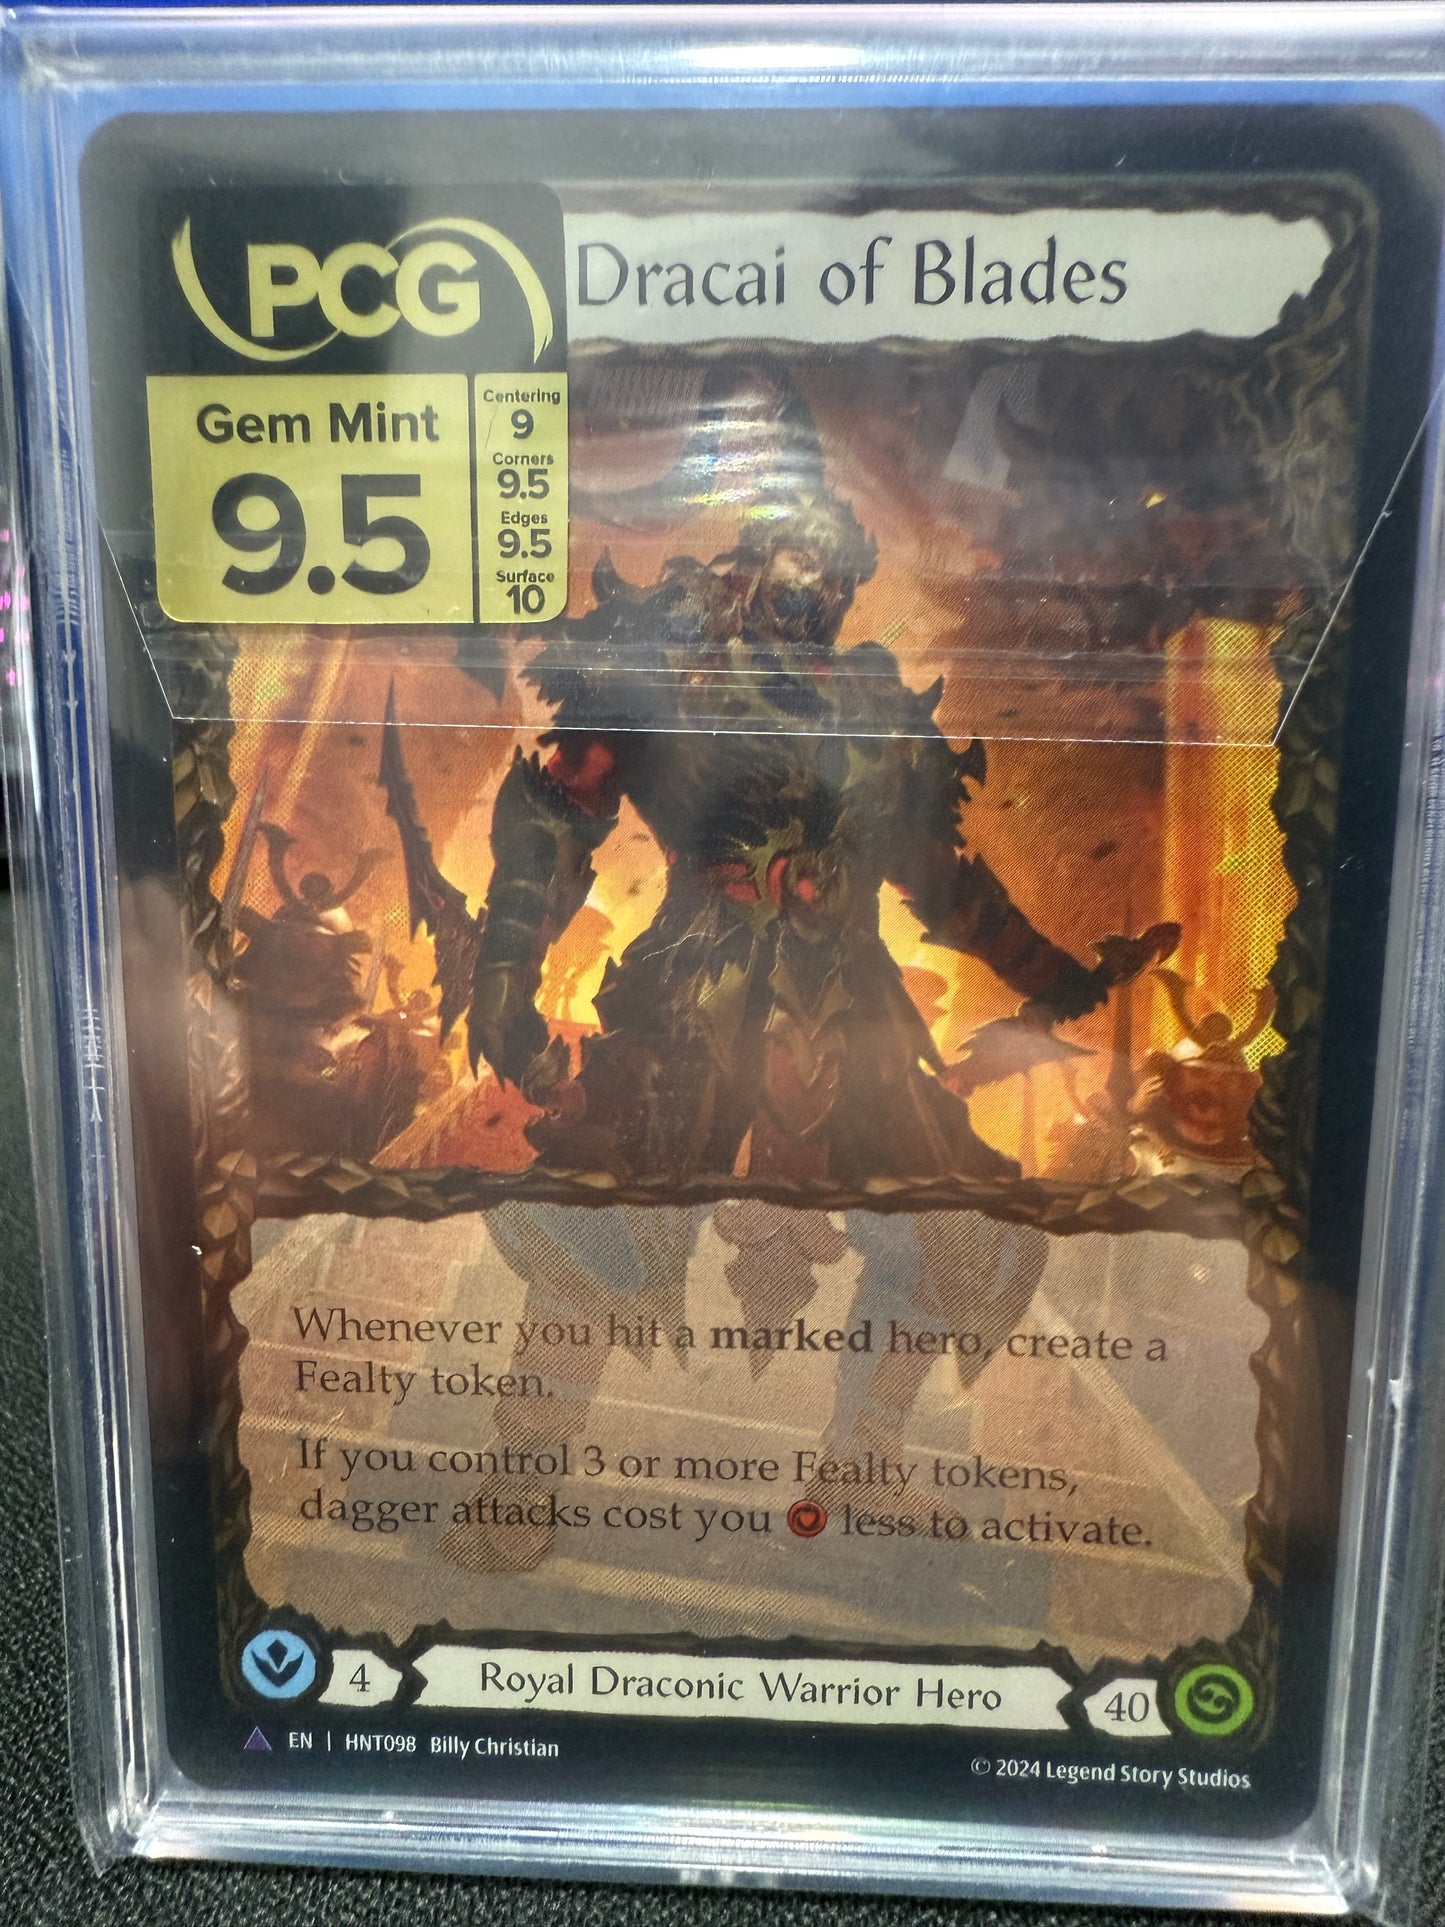 PCG
Dracai of Blades
Gem Mint
9.5
Centering
9
Corners
9.5
Edges
9.5
Surface
10
Whenever you hit a marked hero, create a
Fealty token.
If you control 3 or more Fealty tokens,
dagger attacks cost you less to activate.
4
Royal Draconic Warrior Hero
40
EN | HNT098 Billy Christian
© 2024 Legend Story Studios